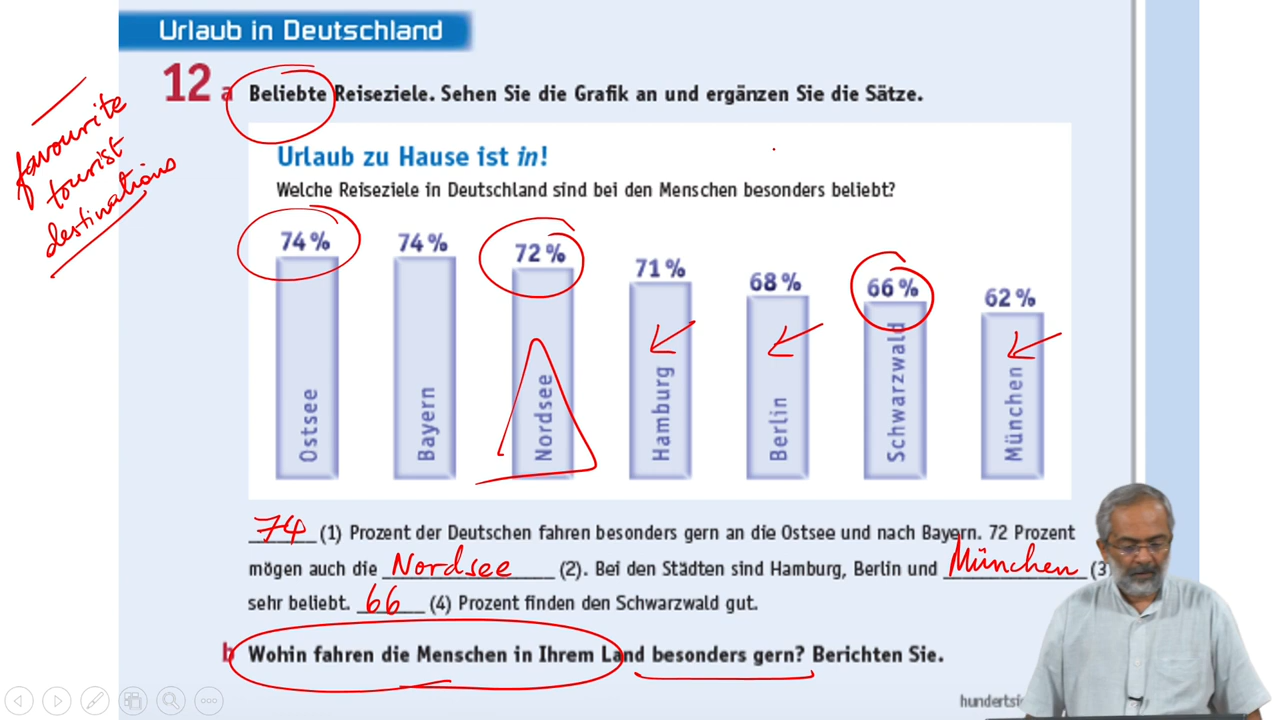 Urlaub in Deutschland
12 a Beliebte Reiseziele. Sehen Sie die Grafik an und ergänzen Sie die Sätze.
favourite
tourist
destinations
Urlaub zu Hause ist in!
Welche Reiseziele in Deutschland sind bei den Menschen besonders beliebt?
74% 74% 72% 71% 68% 66% 62%
Ostsee Bayern Nordsee Hamburg Berlin Schwarzwald München
74 (1) Prozent der Deutschen fahren besonders gern an die Ostsee und nach Bayern. 72 Prozent
mögen auch die Nordsee (2). Bei den Städten sind Hamburg, Berlin und München (3)
sehr beliebt. 66 (4) Prozent finden den Schwarzwald gut.
b Wohin fahren die Menschen in Ihrem Land besonders gern? Berichten Sie.